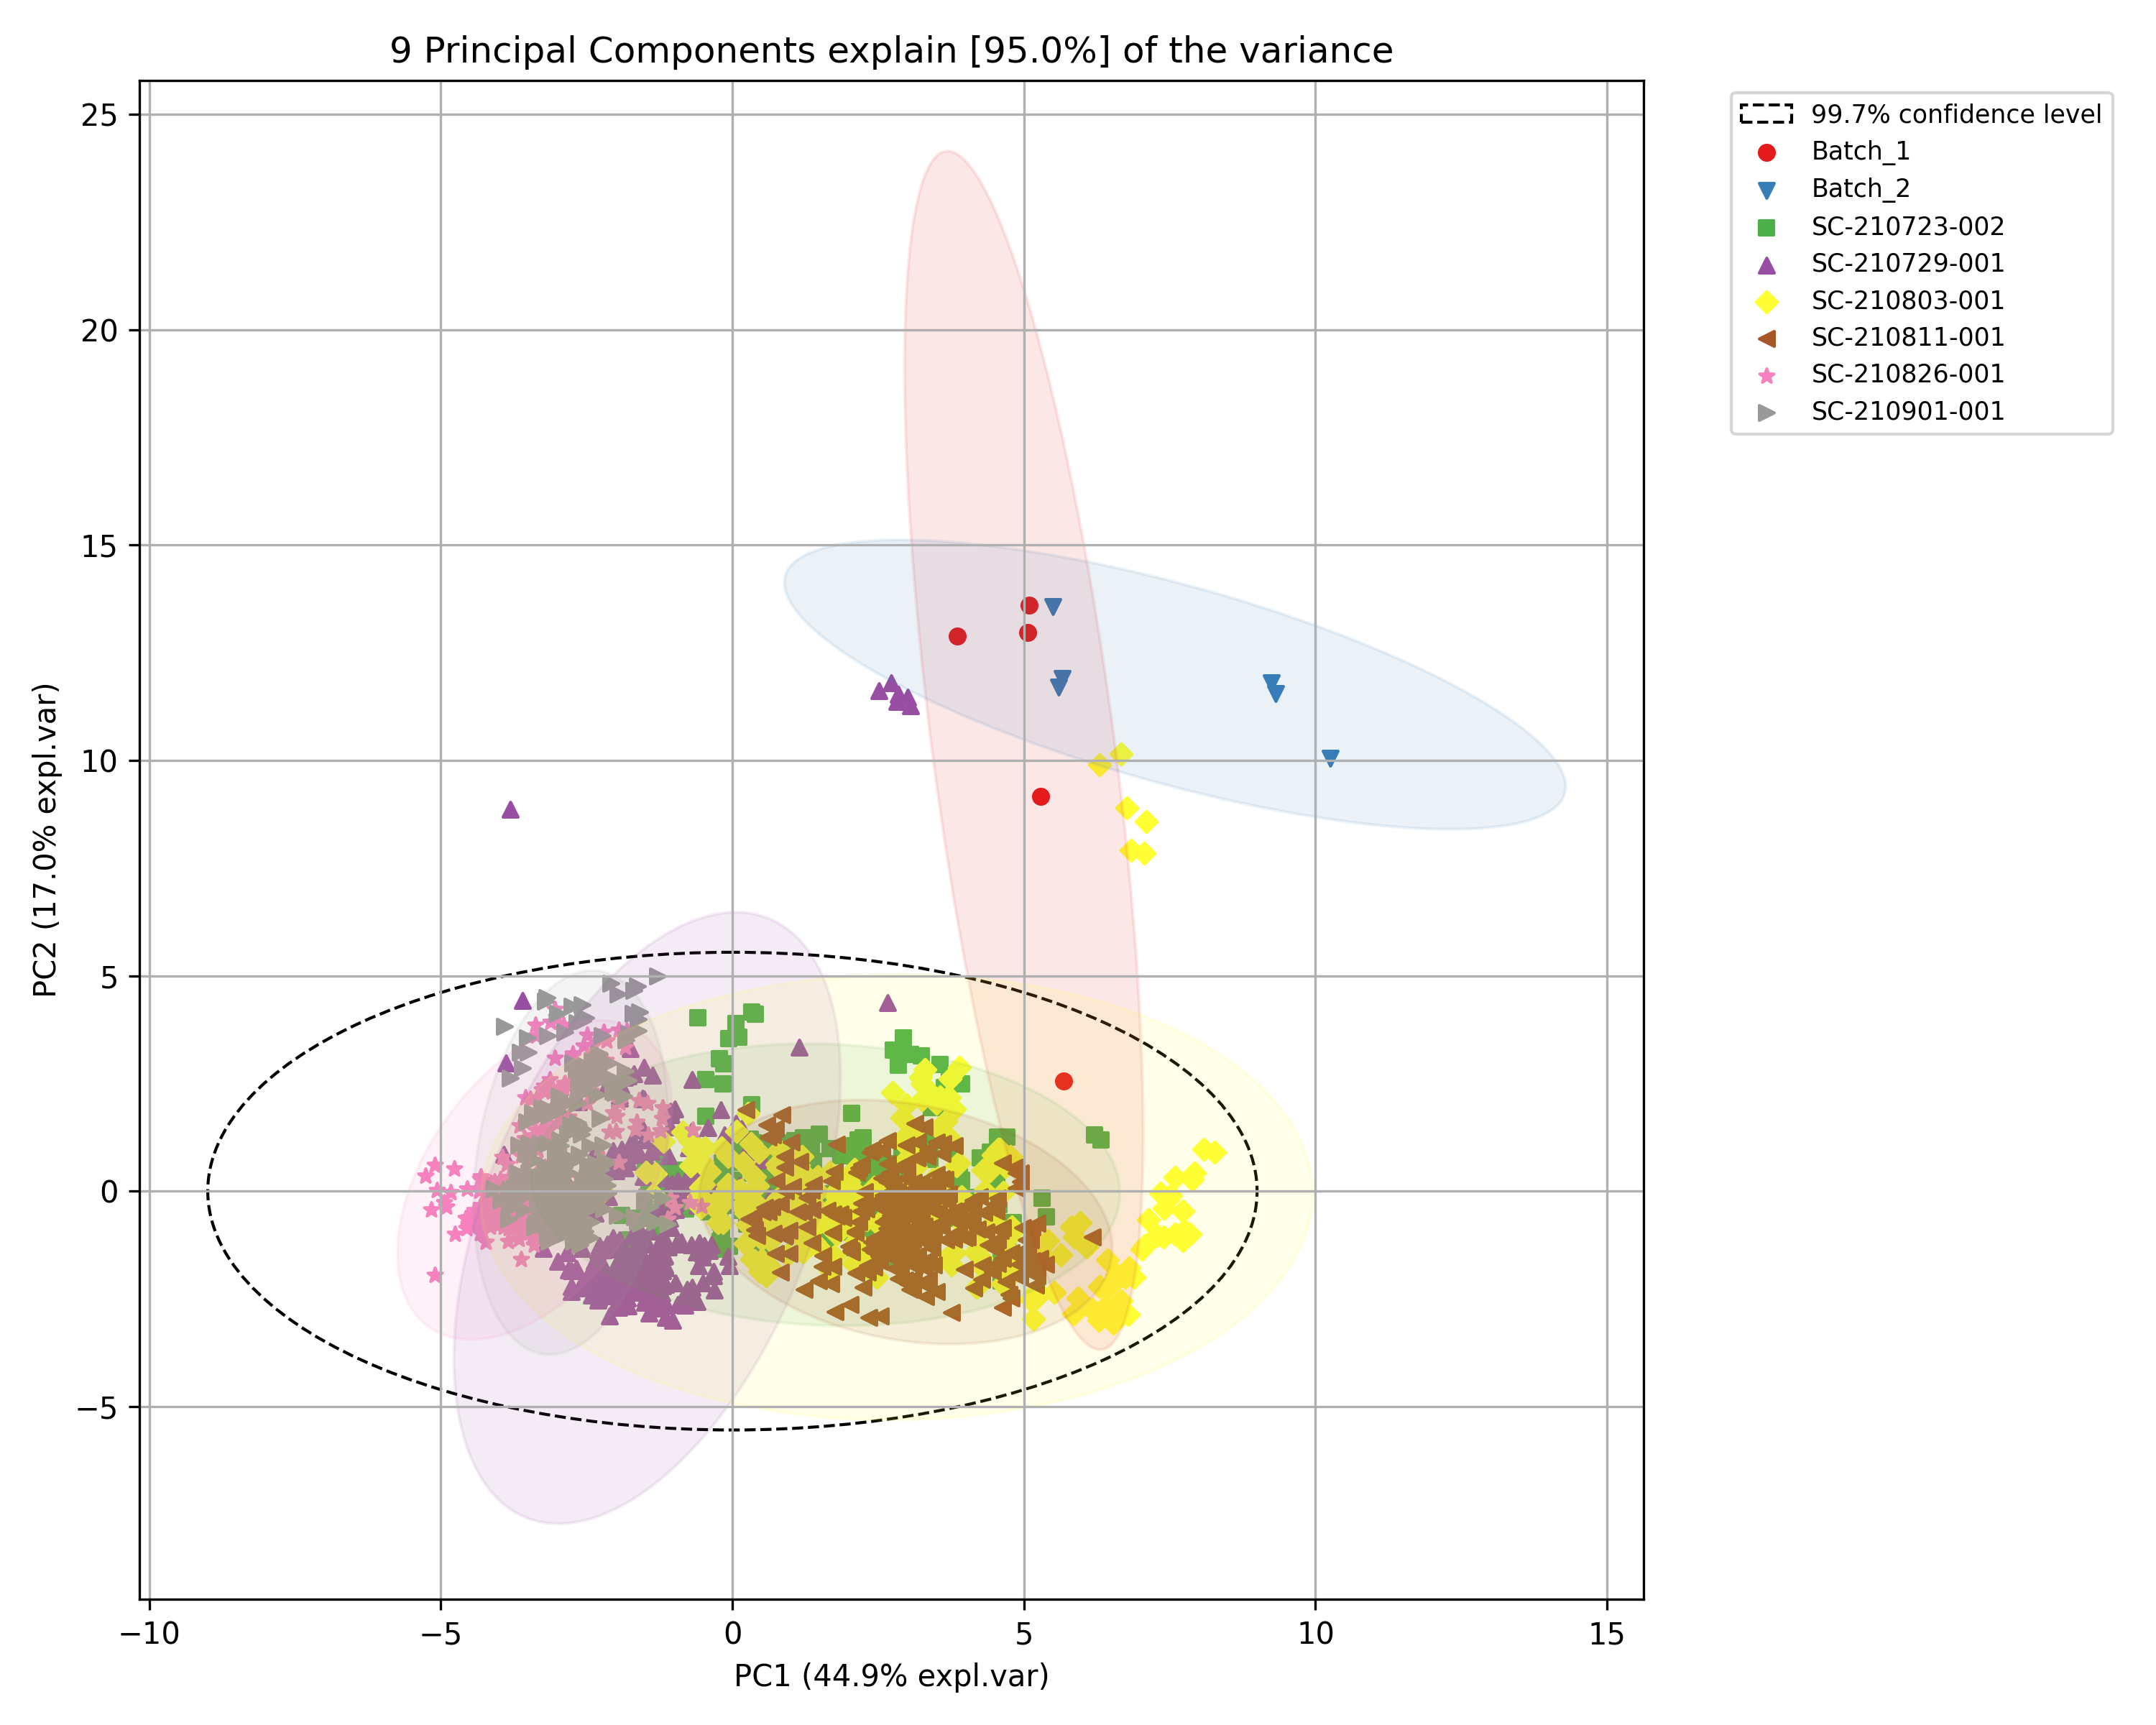 9 Principal Components explain [95.0%] of the variance
25
20
15
10
5
0
−5
PC2 (17.0% expl.var)
−10
−5
0
5
10
15
PC1 (44.9% expl.var)
99.7% confidence level
Batch_1
Batch_2
SC-210723-002
SC-210729-001
SC-210803-001
SC-210811-001
SC-210826-001
SC-210901-001